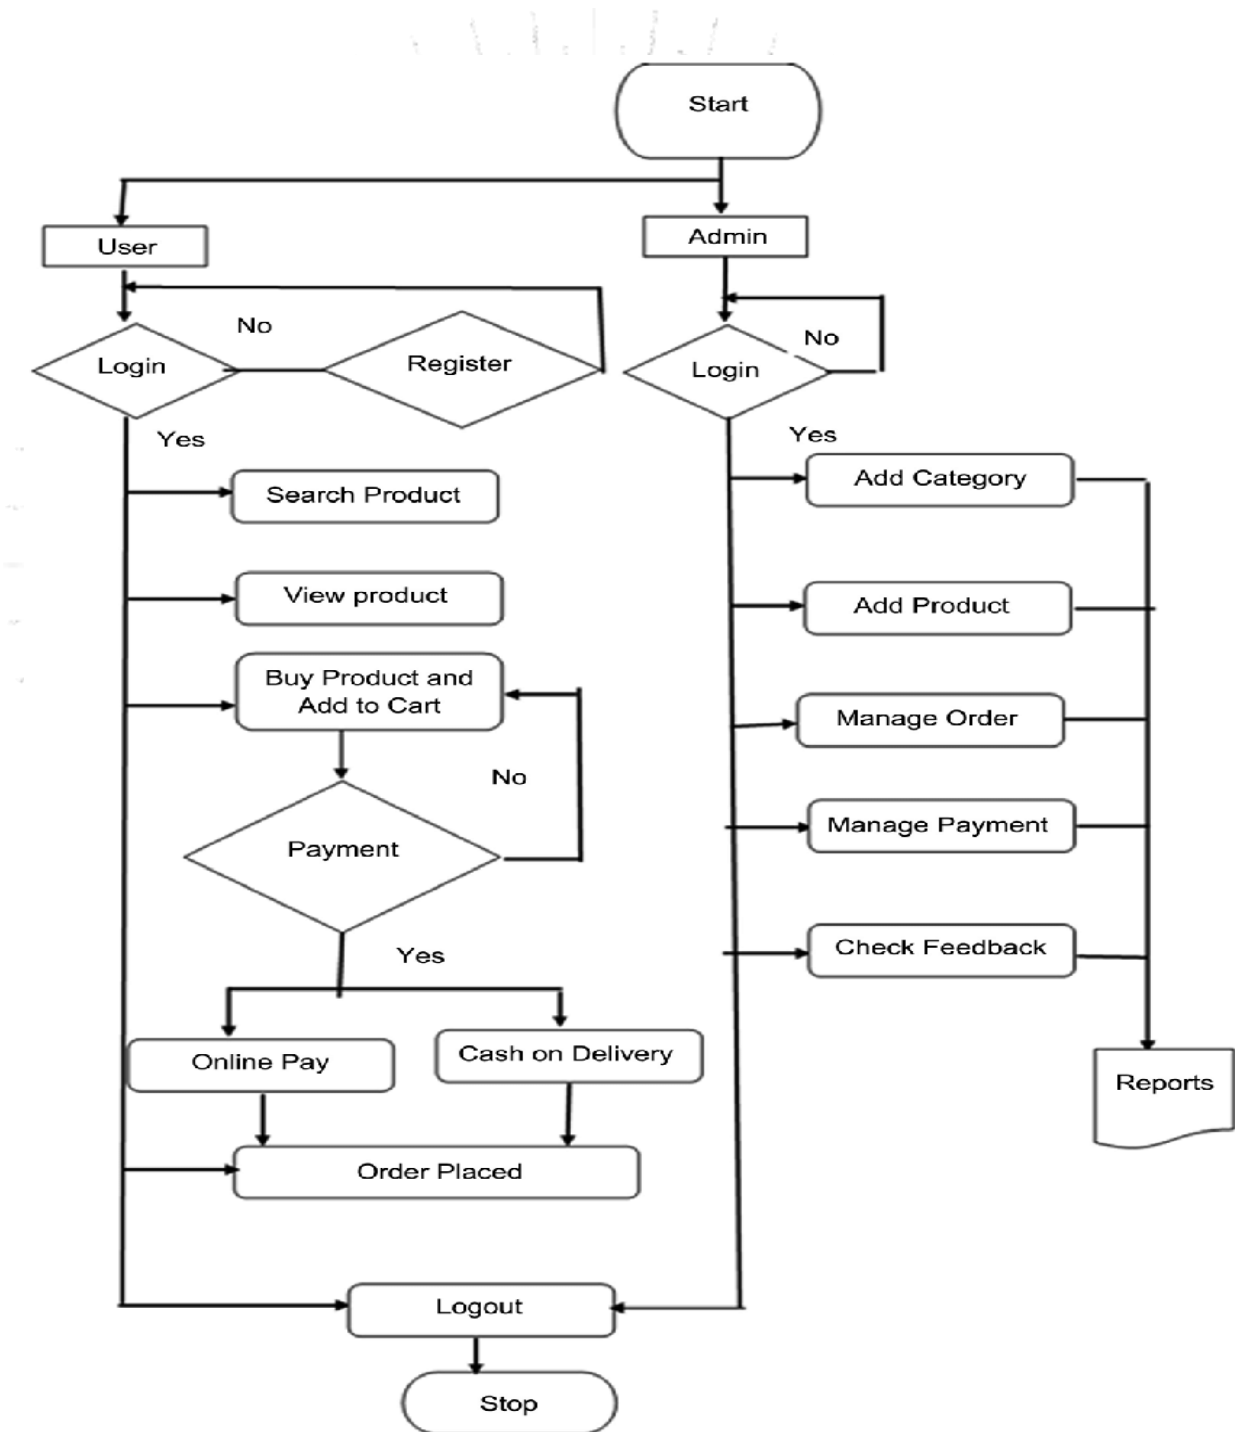 Start
User
Admin
Login
No
Register
Login
No
Yes
Yes
Search Product
Add Category
View product
Add Product
Buy Product and
Add to Cart
Manage Order
No
Payment
Manage Payment
Yes
Check Feedback
Online Pay
Cash on Delivery
Reports
Order Placed
Logout
Stop